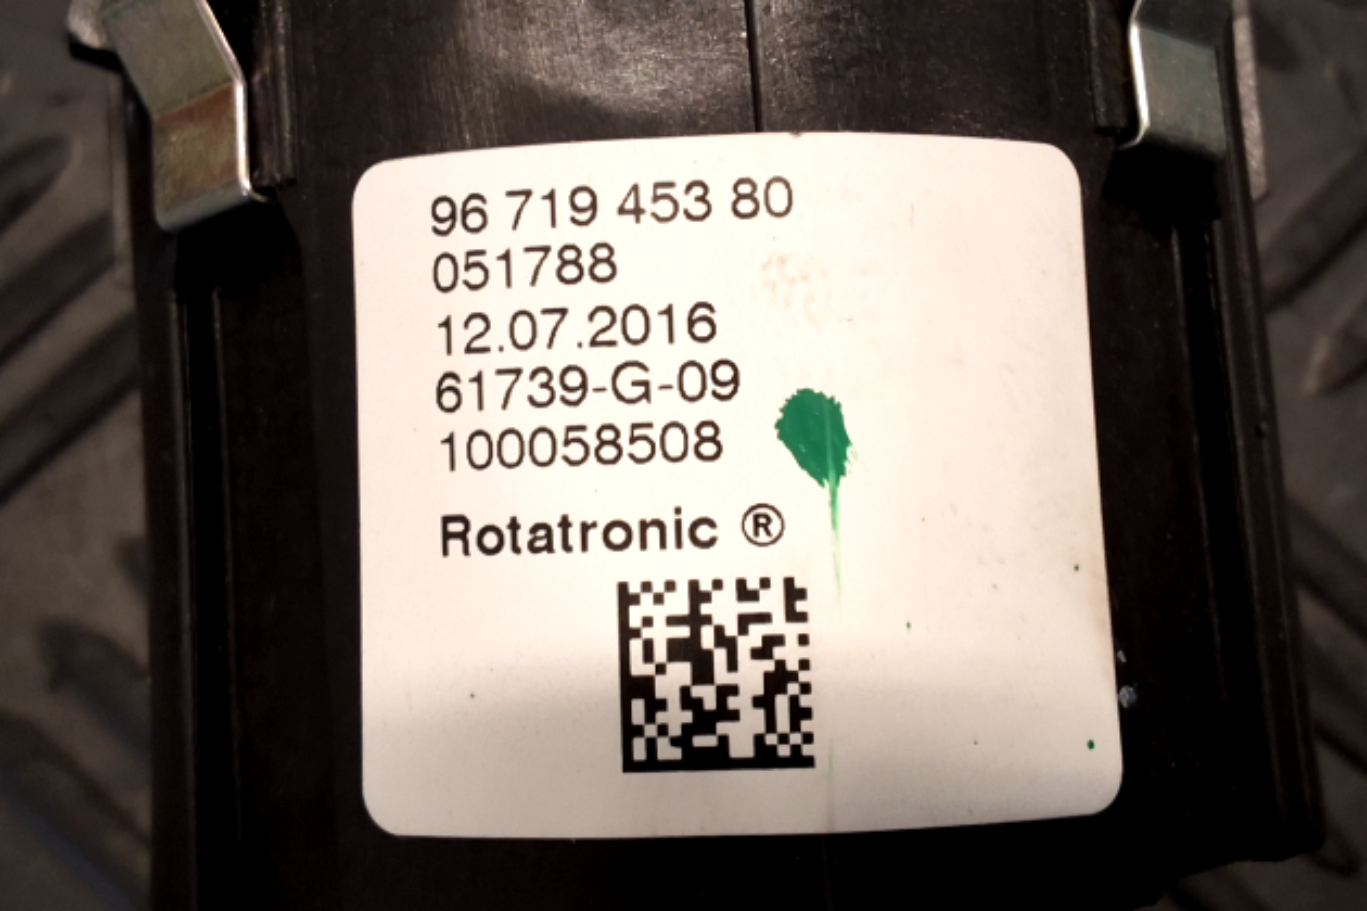 96 719 453 80
051788
12.07.2016
61739-G-09
100058508
Rotatronic ®